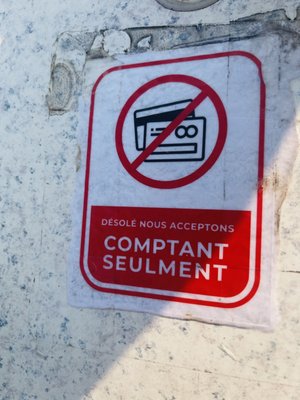 DÉSOLÉ NOUS ACCEPTONS
COMPTANT
SEULMENT